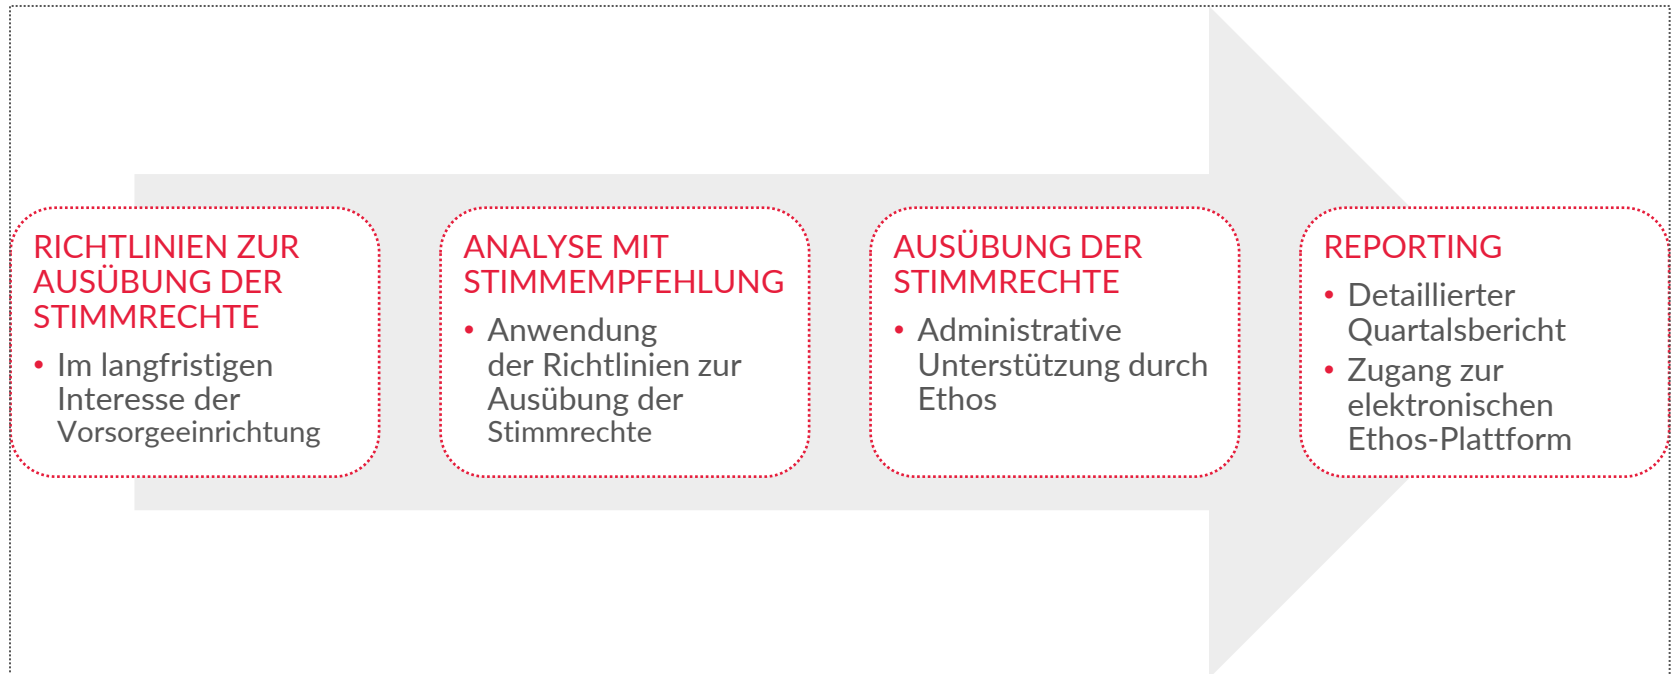 RICHTLINIEN ZUR
AUSÜBUNG DER
STIMMRECHTE
• Im langfristigen
Interesse der
Vorsorgeeinrichtung
ANALYSE MIT
STIMMEMPFEHLUNG
• Anwendung
der Richtlinien zur
Ausübung der
Stimmrechte
AUSÜBUNG DER
STIMMRECHTE
• Administrative
Unterstützung durch
Ethos
REPORTING
• Detaillierter
Quartalsbericht
• Zugang zur
elektronischen
Ethos-Plattform